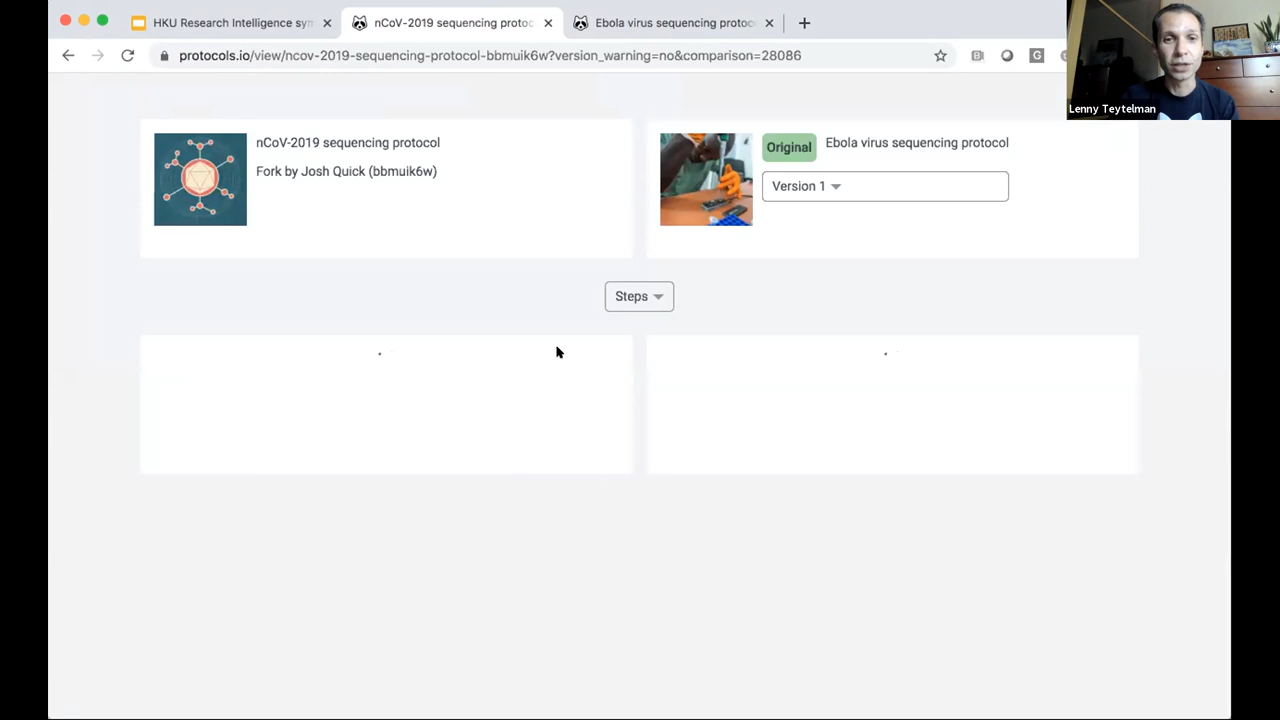 HKU Research Intelligence sym
nCoV-2019 sequencing protoc
Ebola virus sequencing protoc
protocols.io/view/ncov-2019-sequencing-protocol-bbmuik6w?version_warning=no&comparison=28086
Lenny Teytelman
nCoV-2019 sequencing protocol
Fork by Josh Quick (bbmuik6w)
Original
Ebola virus sequencing protocol
Version 1
Steps